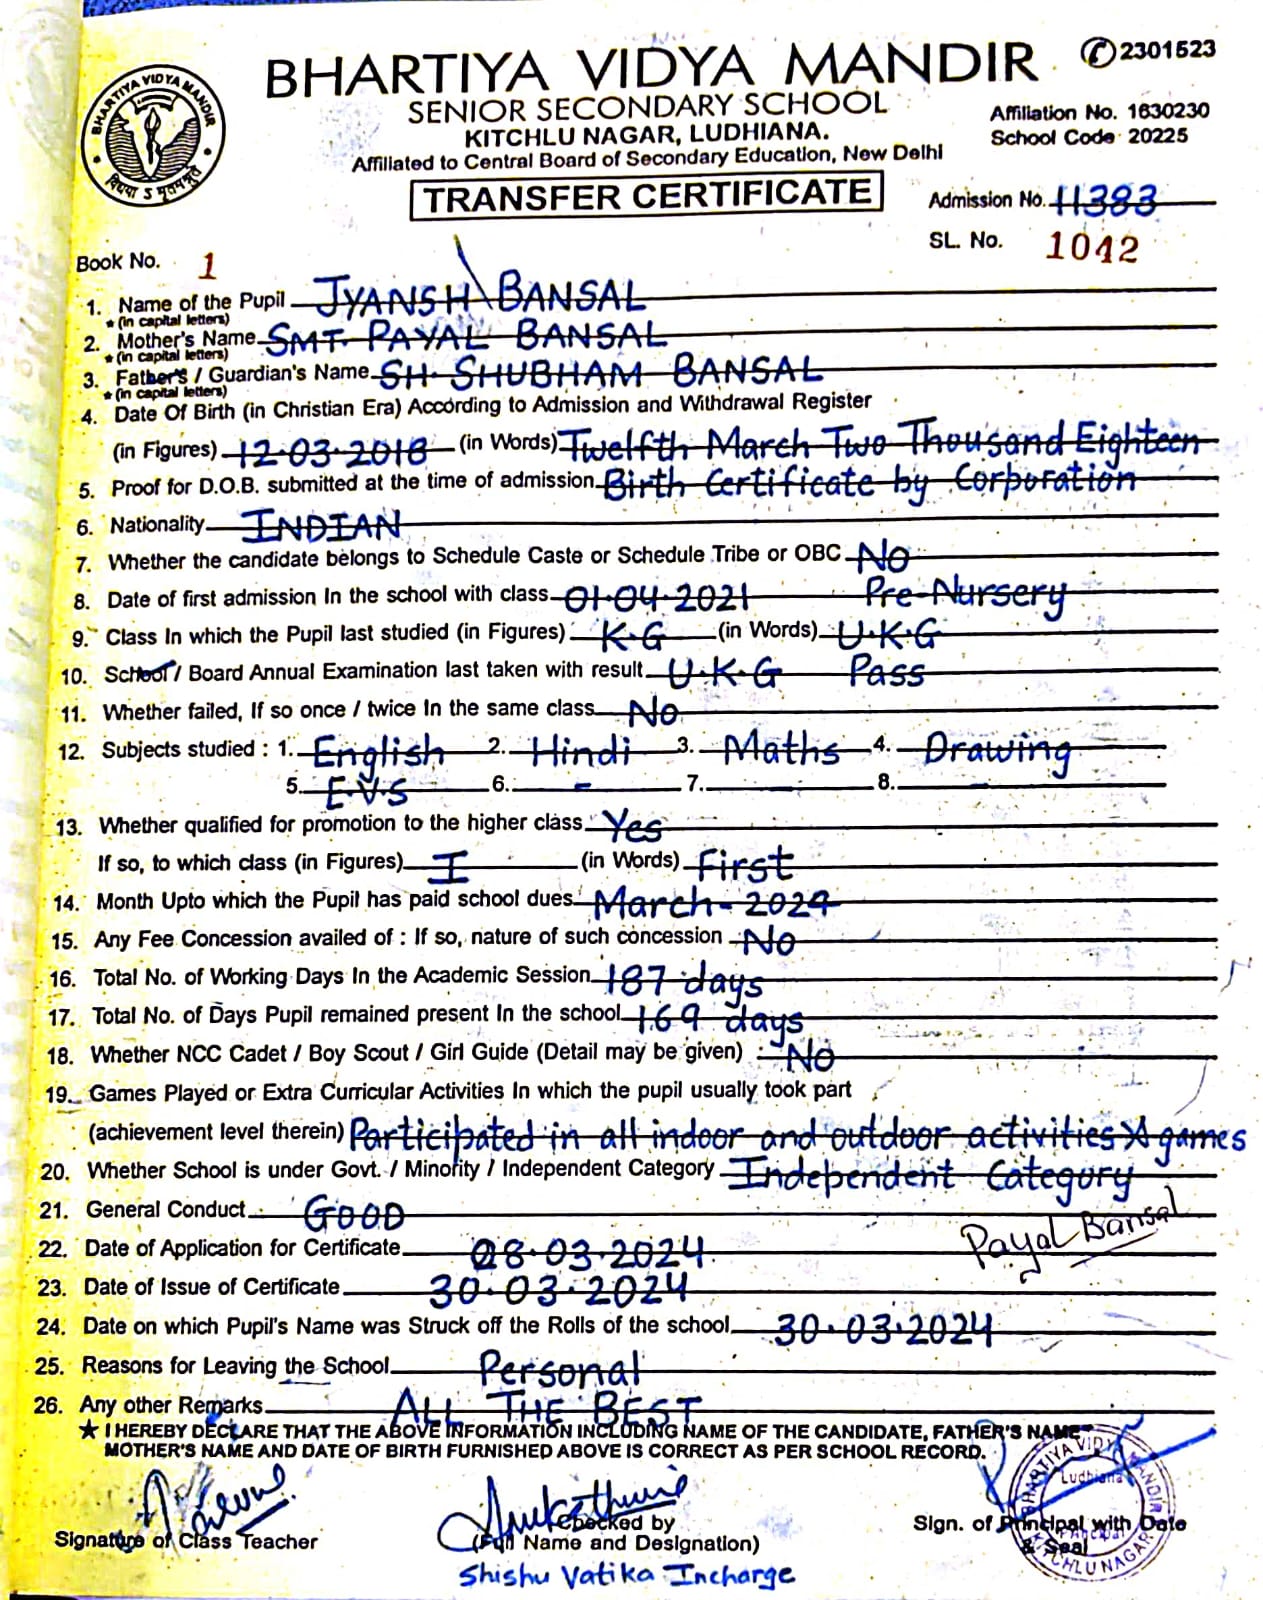 BHARTIYA VIDYA MANDIR
विद्यया ऽ मृतमश्नुते
BHARTIYA VIDYA MANDIR ✆2301523
SENIOR SECONDARY SCHOOL
Affiliation No. 1630230
KITCHLU NAGAR, LUDHIANA.
School Code 20225
Affiliated to Central Board of Secondary Education, New Delhi
TRANSFER CERTIFICATE
Admission No. 11383
SL. No. 1042
Book No. 1
1. Name of the Pupil JYANSH BANSAL
★(in capital letters)
2. Mother's Name SMT. PAYAL BANSAL
★(in capital letters)
3. Father's / Guardian's Name SH. SHUBHAM BANSAL
★(in capital letters)
4. Date Of Birth (in Christian Era) According to Admission and Withdrawal Register
(in Figures) 12.03.2018 (in Words) Twelfth March Two Thousand Eighteen
5. Proof for D.O.B. submitted at the time of admission Birth Certificate by Corporation
6. Nationality INDIAN
7. Whether the candidate belongs to Schedule Caste or Schedule Tribe or OBC No
8. Date of first admission In the school with class 01.04.2021 Pre-Nursery
9. Class In which the Pupil last studied (in Figures) K.G (in Words) U.K.G
10. School / Board Annual Examination last taken with result U.K.G Pass
11. Whether failed, If so once / twice In the same class No
12. Subjects studied : 1. English 2. Hindi 3. Maths 4. Drawing
5. E.V.S 6. - 7. 8.
13. Whether qualified for promotion to the higher class Yes
If so, to which class (in Figures) I (in Words) First
14. Month Upto which the Pupil has paid school dues March-2024
15. Any Fee Concession availed of : If so, nature of such concession No
16. Total No. of Working Days In the Academic Session 187 days
17. Total No. of Days Pupil remained present In the school 169 days
18. Whether NCC Cadet / Boy Scout / Girl Guide (Detail may be given) No
19. Games Played or Extra Curricular Activities In which the pupil usually took part
(achievement level therein) Participated in all indoor and outdoor activities & games
20. Whether School is under Govt. / Minority / Independent Category Independent Category
21. General Conduct GOOD
Payal Bansal
22. Date of Application for Certificate 08.03.2024
23. Date of Issue of Certificate 30.03.2024
24. Date on which Pupil's Name was Struck off the Rolls of the school 30.03.2024
25. Reasons for Leaving the School Personal
26. Any other Remarks ALL THE BEST
★ I HEREBY DECLARE THAT THE ABOVE INFORMATION INCLUDING NAME OF THE CANDIDATE, FATHER'S NAME
MOTHER'S NAME AND DATE OF BIRTH FURNISHED ABOVE IS CORRECT AS PER SCHOOL RECORD.
BHARTIYA VIDYA MANDIR
Ludhiana
Principal
KITCHLU NAGAR
Signature of Class Teacher
Checked by
(Full Name and Designation)
Sign. of Principal with Date
& Seal
Shishu Vatika Incharge